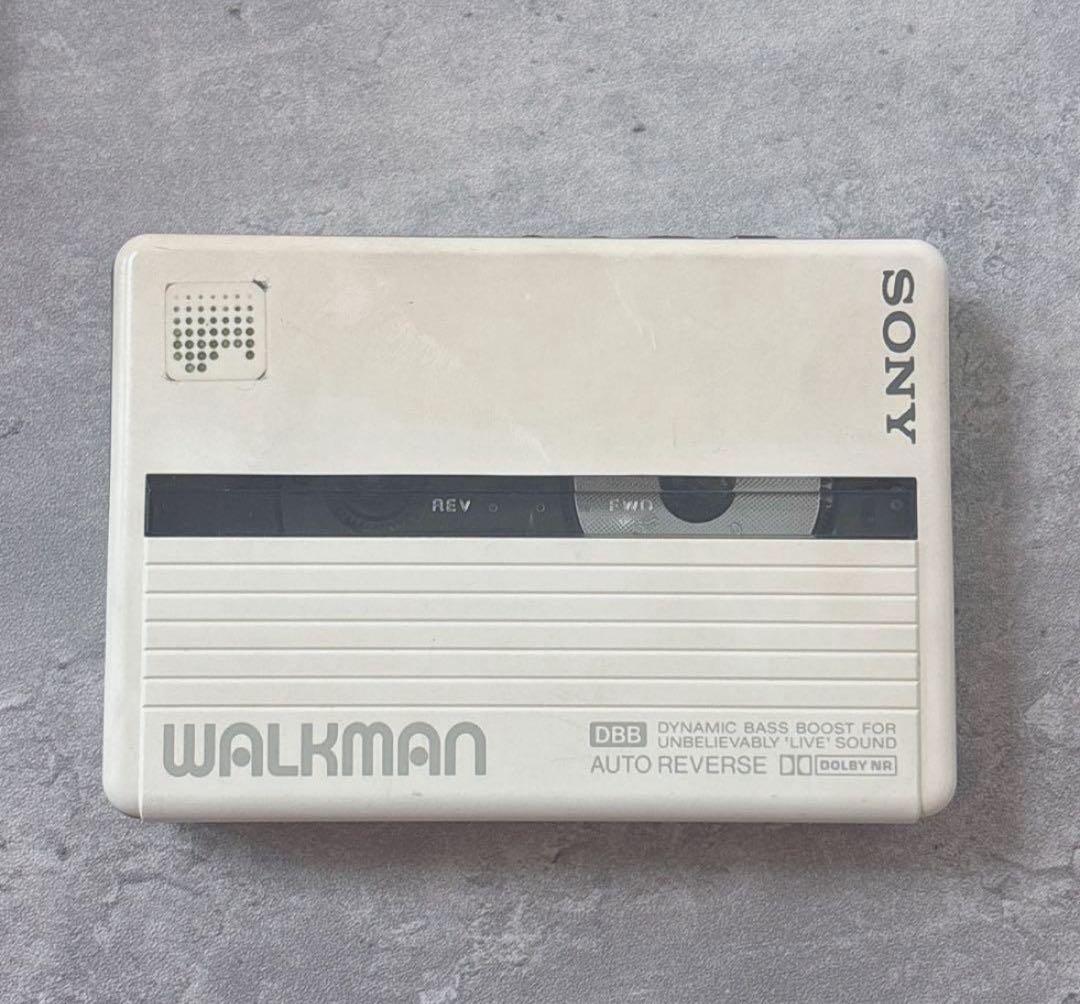 SONY
REV FWD
WALKMAN
DBB DYNAMIC BASS BOOST FOR
UNBELIEVABLY 'LIVE' SOUND
AUTO REVERSE DOLBY NR